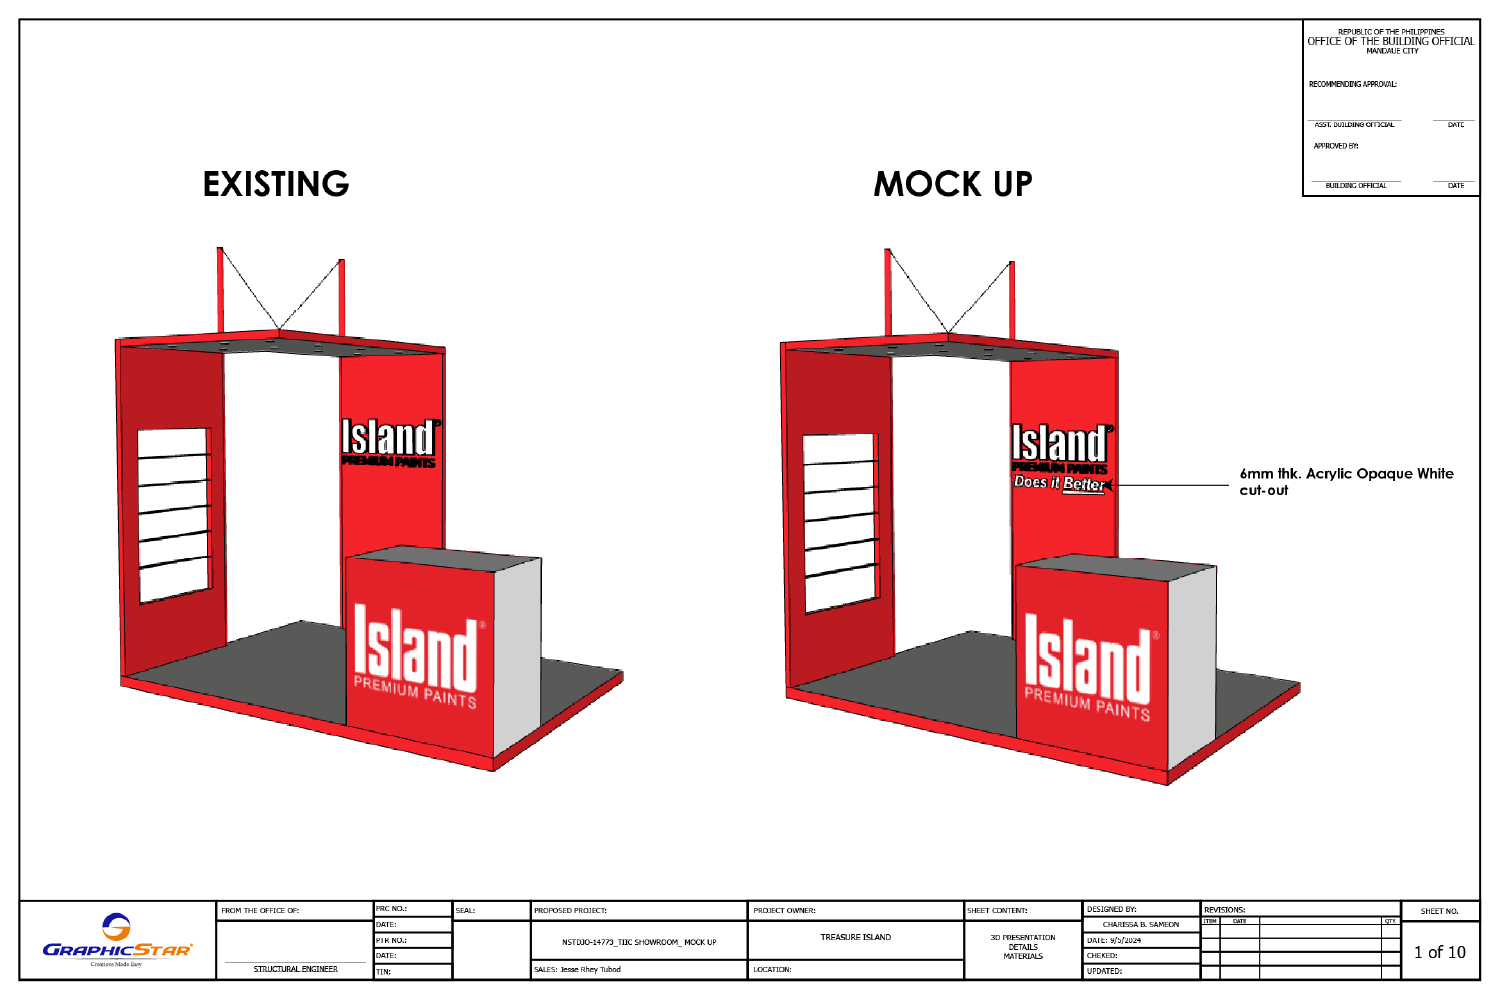 REPUBLIC OF THE PHILIPPINES
OFFICE OF THE BUILDING OFFICIAL
MANDAUE CITY
RECOMMENDING APPROVAL:
ASST. BUILDING OFFICIAL DATE
APPROVED BY:
BUILDING OFFICIAL DATE
EXISTING
MOCK UP
Island®
PREMIUM PAINTS
Island®
PREMIUM PAINTS
Island®
PREMIUM PAINTS
Does it Better
6mm thk. Acrylic Opaque White
cut-out
Island®
PREMIUM PAINTS
GRAPHICSTAR
Creations Made Easy
FROM THE OFFICE OF:
STRUCTURAL ENGINEER
PRC NO.:
DATE:
PTR NO.:
DATE:
TIN:
SEAL:
PROPOSED PROJECT:
NSTDJO-14773_TIIC SHOWROOM_ MOCK UP
SALES: Jesse Rhey Tubod
PROJECT OWNER:
TREASURE ISLAND
LOCATION:
SHEET CONTENT:
3D PRESENTATION
DETAILS
MATERIALS
DESIGNED BY:
CHARISSA B. SAMEON
DATE: 9/5/2024
CHEKED:
UPDATED:
REVISIONS:
ITEM DATE QTY.
SHEET NO.
1 of 10